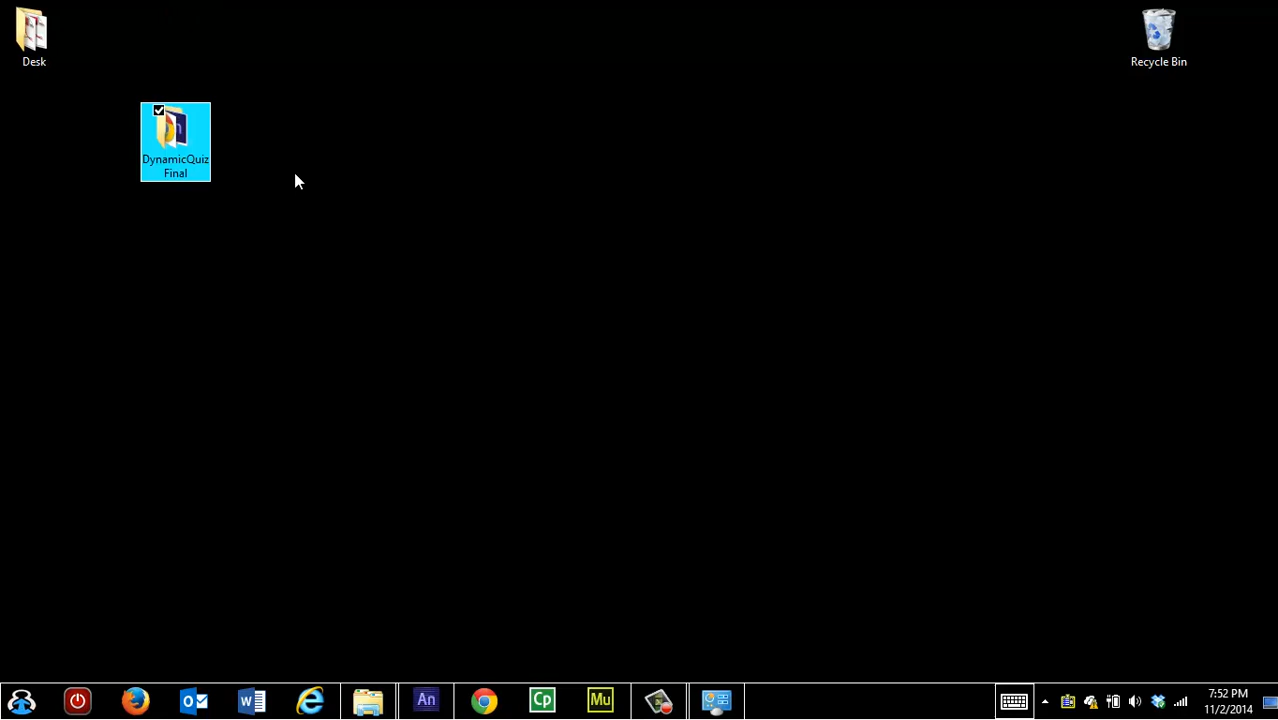 Desk
Recycle Bin
DynamicQuiz
Final
An
Cp
Mu
7:52 PM
11/2/2014